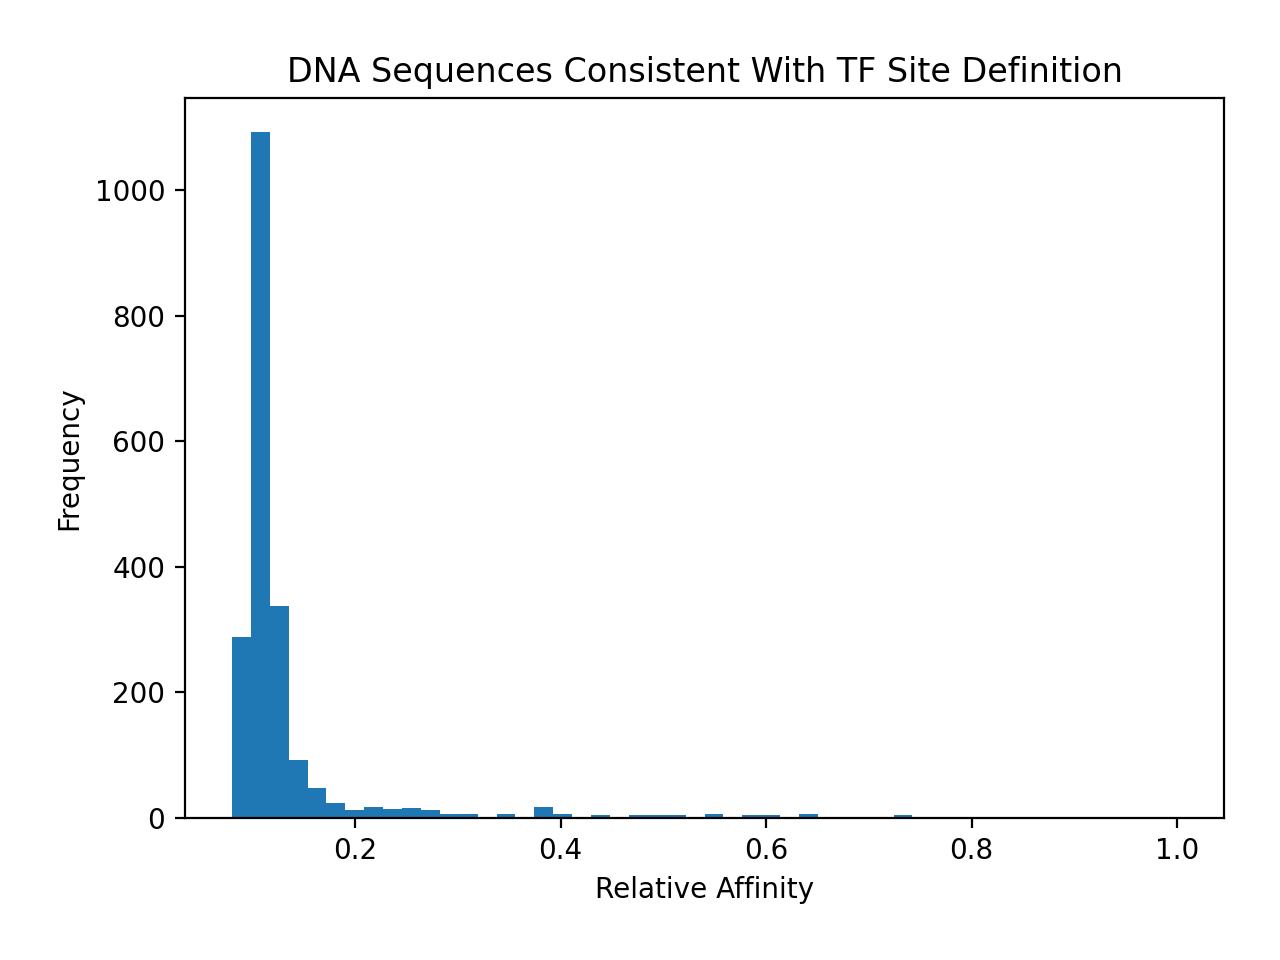 DNA Sequences Consistent With TF Site Definition
1000
800
600
400
200
0
Frequency
0.2 0.4 0.6 0.8 1.0
Relative Affinity